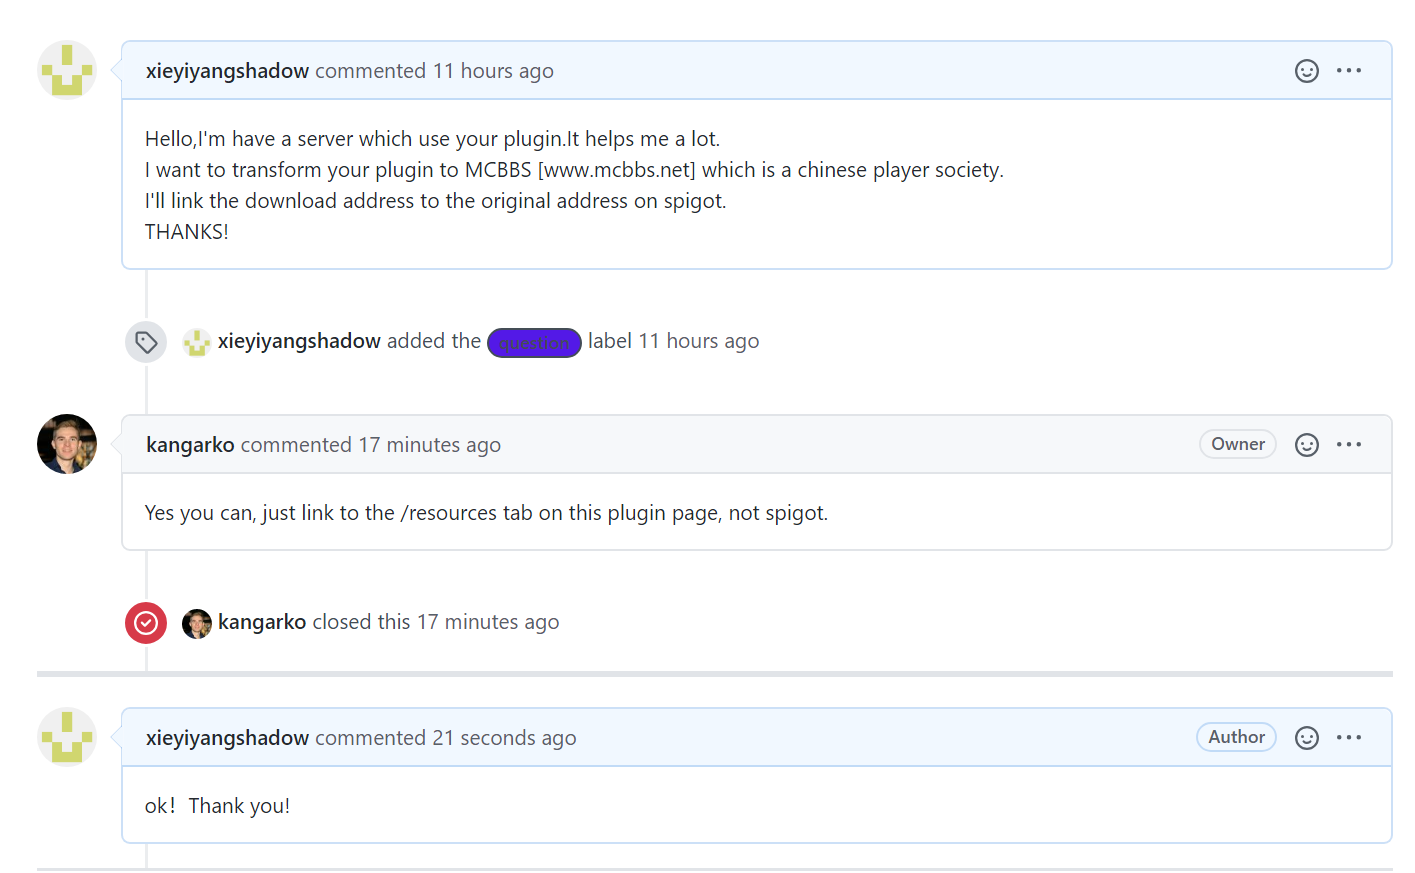 xieyiyangshadow commented 11 hours ago
Hello,I'm have a server which use your plugin.It helps me a lot.
I want to transform your plugin to MCBBS [www.mcbbs.net] which is a chinese player society.
I'll link the download address to the original address on spigot.
THANKS!
xieyiyangshadow added the question label 11 hours ago
kangarko commented 17 minutes ago Owner
Yes you can, just link to the /resources tab on this plugin page, not spigot.
kangarko closed this 17 minutes ago
xieyiyangshadow commented 21 seconds ago Author
ok！Thank you!